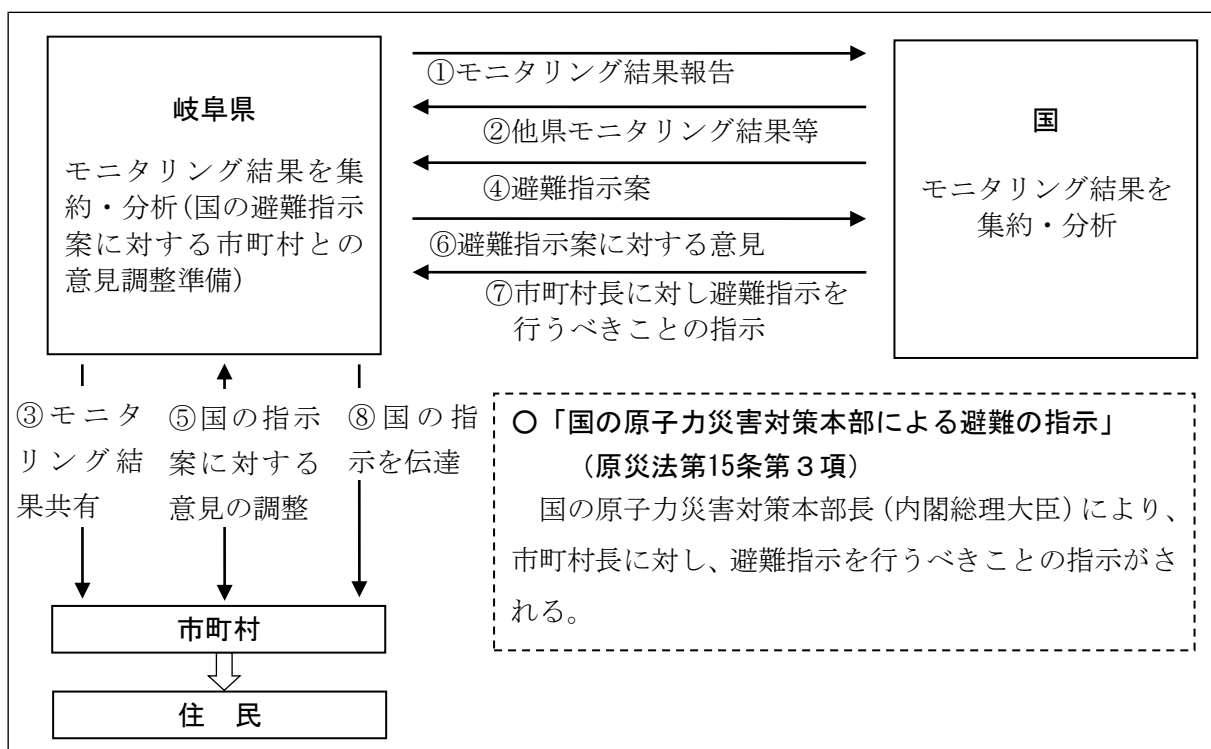 岐阜県
モニタリング結果を集
約・分析(国の避難指示
案に対する市町村との
意見調整準備)
①モニタリング結果報告
②他県モニタリング結果等
④避難指示案
⑥避難指示案に対する意見
⑦市町村長に対し避難指示を
行うべきことの指示
国
モニタリング結果を
集約・分析
③モニタ
リング結
果共有
⑤国の指示
案に対する
意見の調整
⑧国の指
示を伝達
○「国の原子力災害対策本部による避難の指示」
(原災法第15条第3項)
国の原子力災害対策本部長(内閣総理大臣)により、
市町村長に対し、避難指示を行うべきことの指示がさ
れる。
市町村
住 民